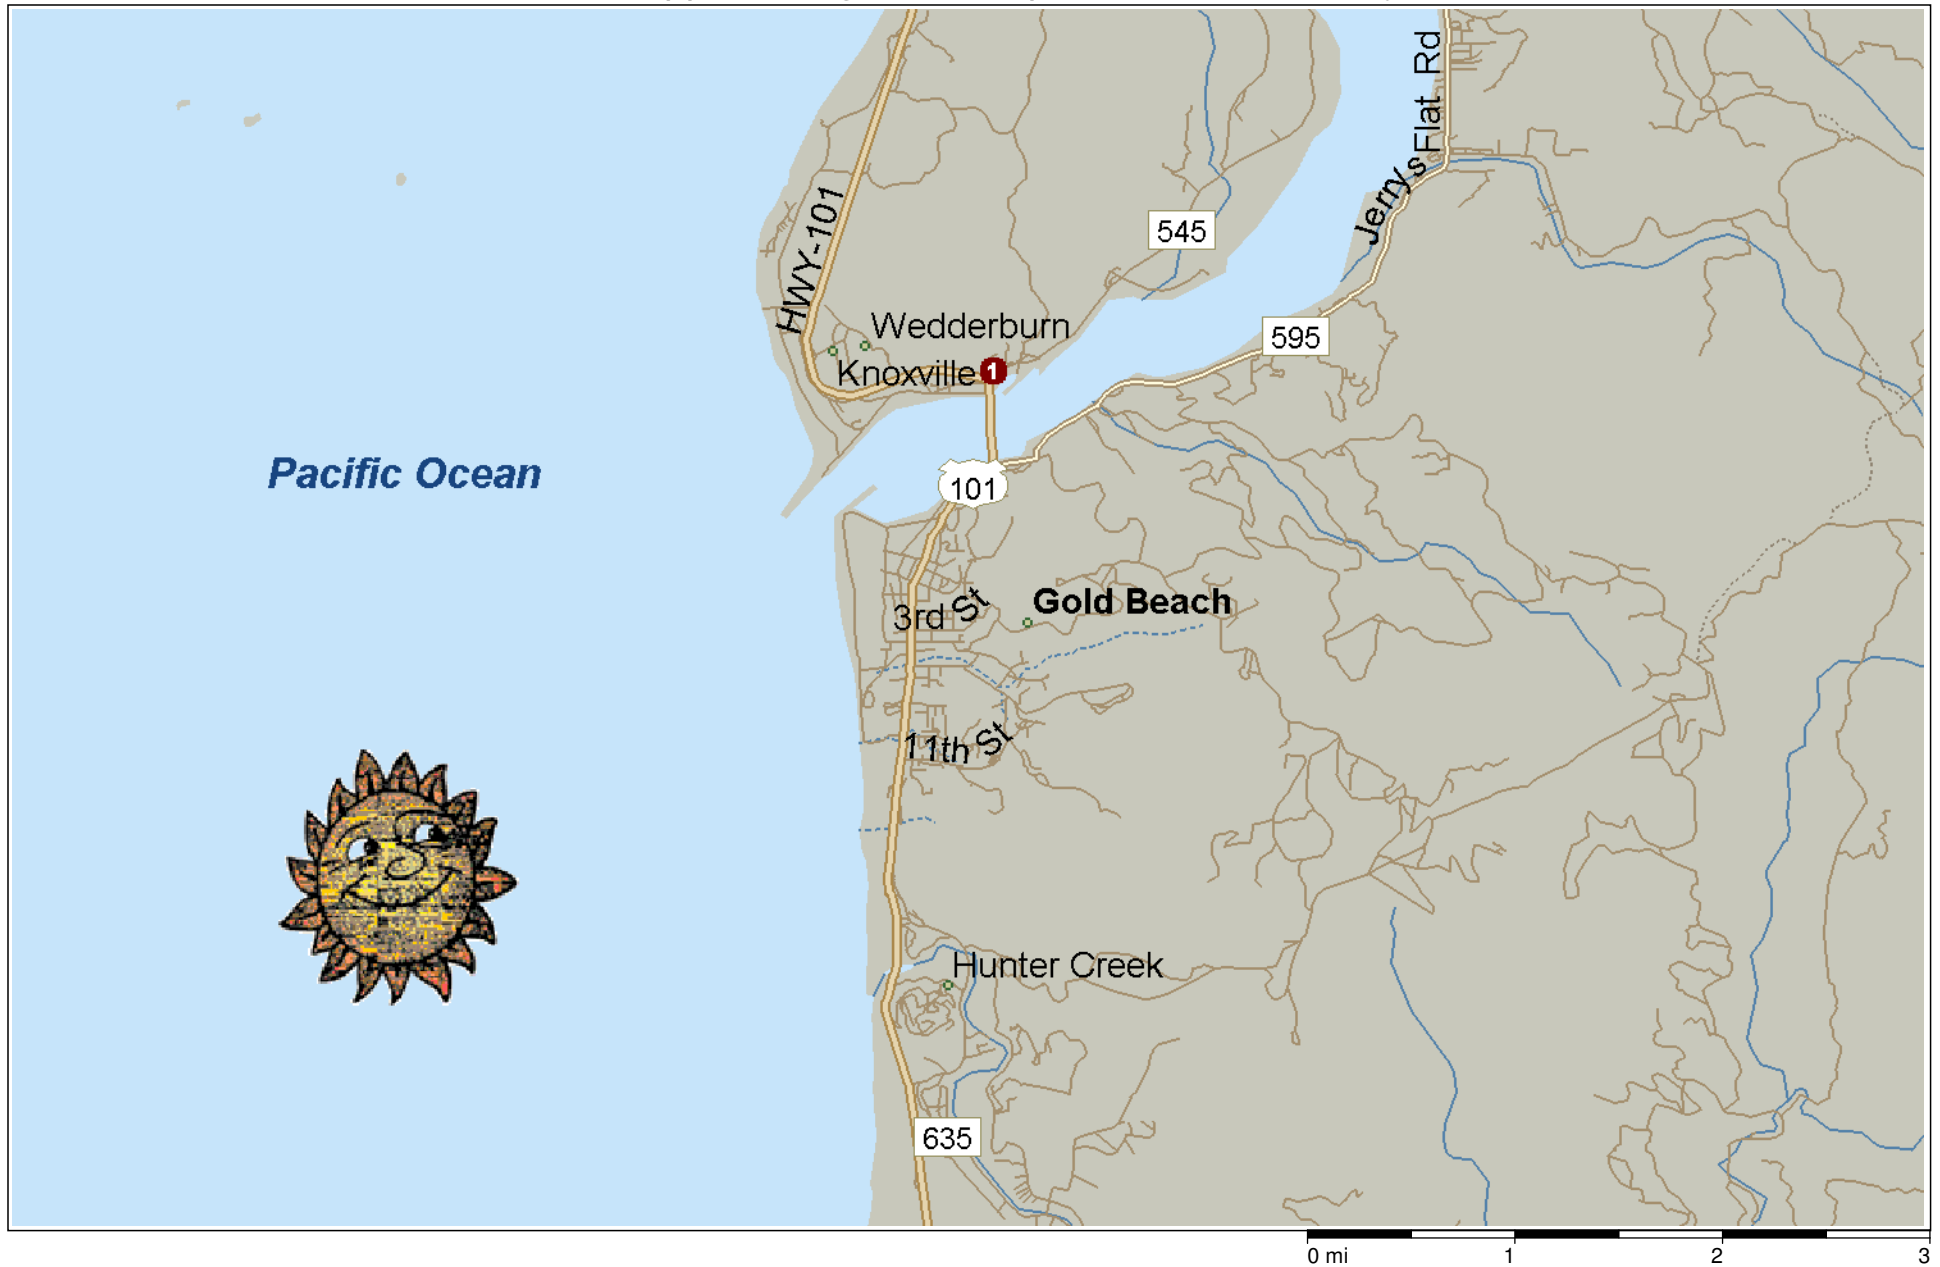 Jerrys Flat Rd
HWY-101
545
Wedderburn
595
Knoxville
1
Pacific Ocean
101
3rd St
Gold Beach
11th St
Hunter Creek
635
0 mi 1 2 3